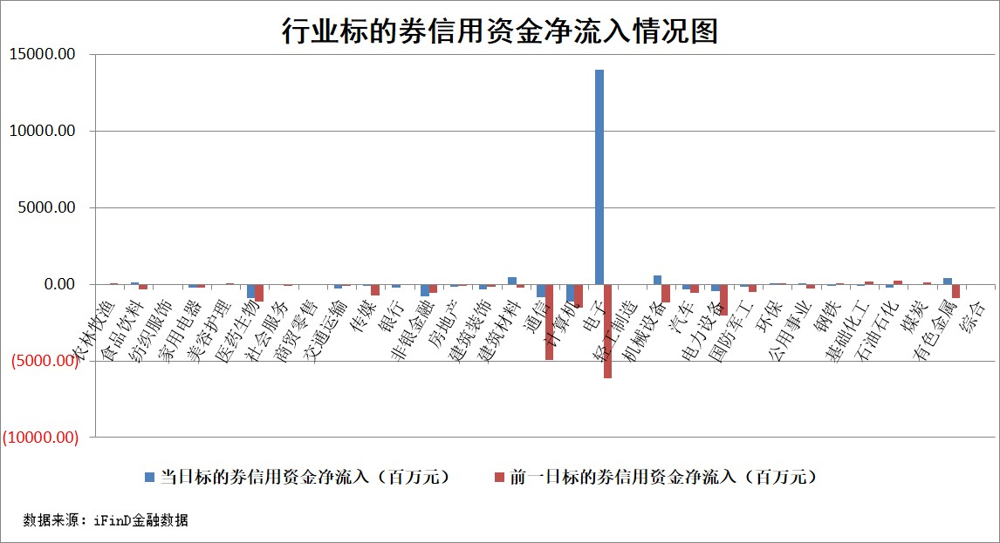 行业标的券信用资金净流入情况图
15000.00
10000.00
5000.00
0.00
(5000.00)
(10000.00)
农林牧渔
食品饮料
纺织服饰
家用电器
美容护理
医药生物
社会服务
商贸零售
交通运输
传媒
银行
非银金融
房地产
建筑装饰
建筑材料
通信
计算机
电子
轻工制造
机械设备
汽车
电力设备
国防军工
环保
公用事业
钢铁
基础化工
石油石化
煤炭
有色金属
综合
当日标的券信用资金净流入（百万元）
前一日标的券信用资金净流入（百万元）
数据来源：iFinD金融数据